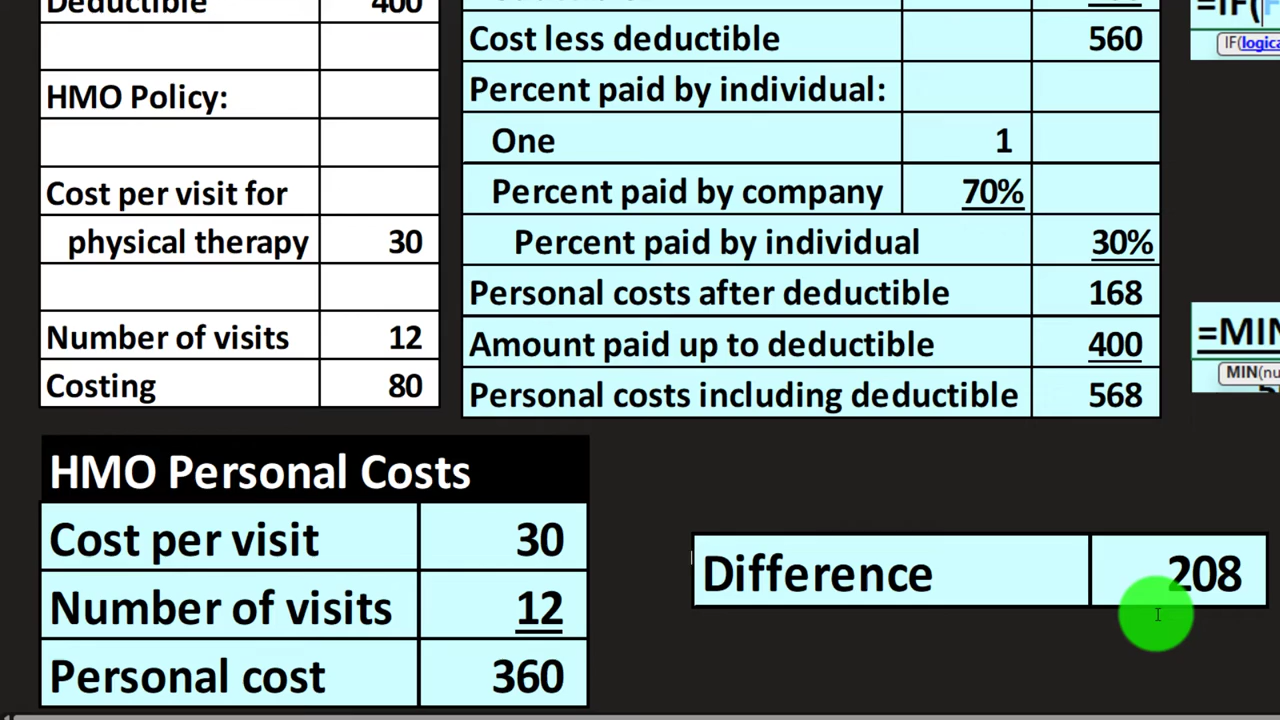 Deductible 400
HMO Policy:
Cost per visit for
physical therapy 30
Number of visits 12
Costing 80
Cost less deductible 560
Percent paid by individual:
One 1
Percent paid by company 70%
Percent paid by individual 30%
Personal costs after deductible 168
Amount paid up to deductible 400
Personal costs including deductible 568
=IF(
IF(logica
=MIN
MIN(nu
HMO Personal Costs
Cost per visit 30
Number of visits 12
Personal cost 360
Difference 208